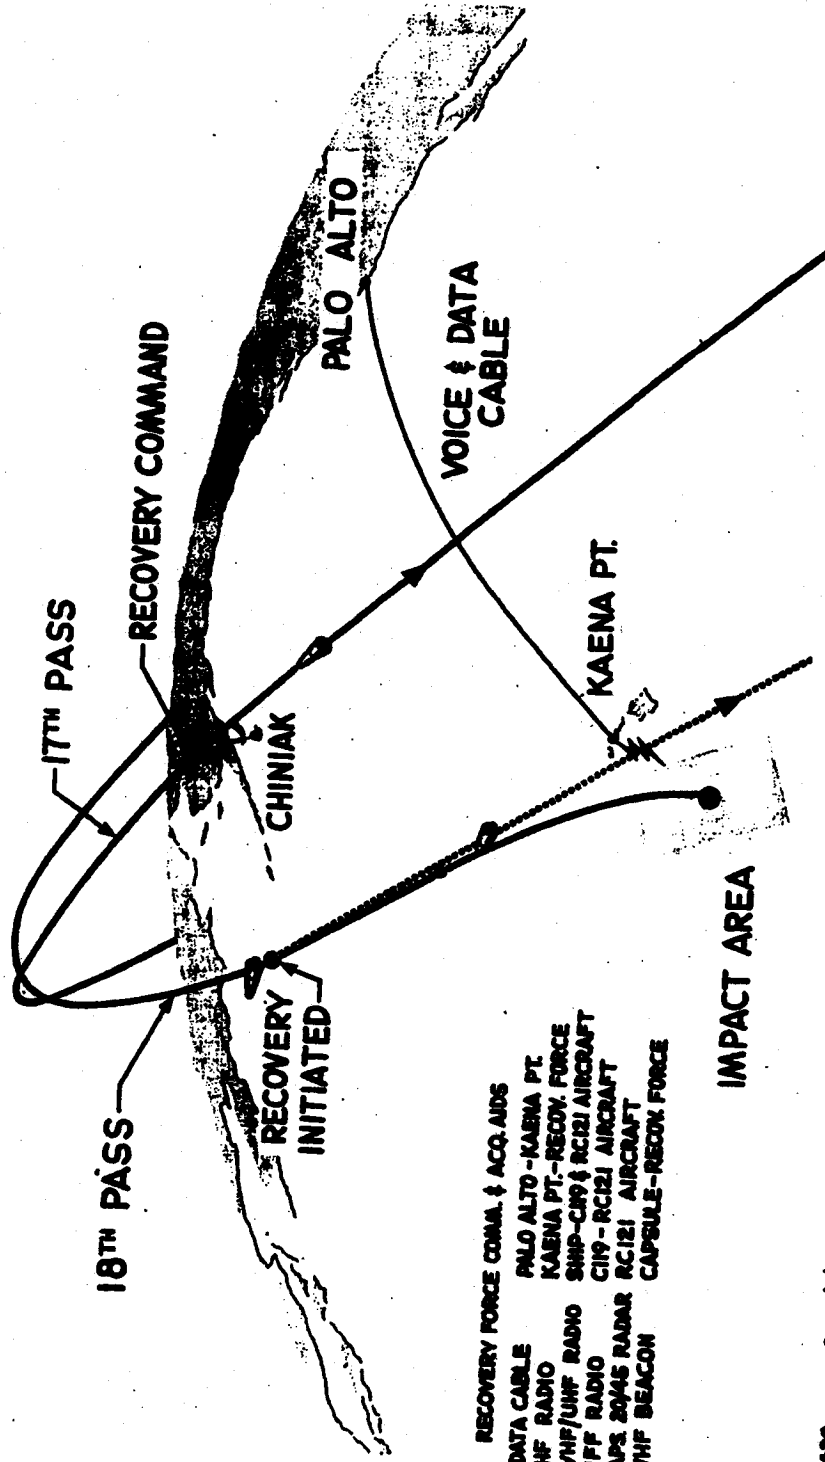 18TH PASS
17TH PASS
RECOVERY COMMAND
PALO ALTO
CHINIAK
RECOVERY
INITIATED
VOICE & DATA
CABLE
KAENA PT.
IMPACT AREA
RECOVERY FORCE COMM. & ACQ. AIDS
DATA CABLE PALO ALTO-KAENA PT.
HF RADIO KAENA PT.-RECOV. FORCE
VHF/UHF RADIO SHIP-C119 & RC121 AIRCRAFT
FF RADIO C119-RC121 AIRCRAFT
APS 20/45 RADAR RC121 AIRCRAFT
VHF BEACON CAPSULE-RECOV. FORCE